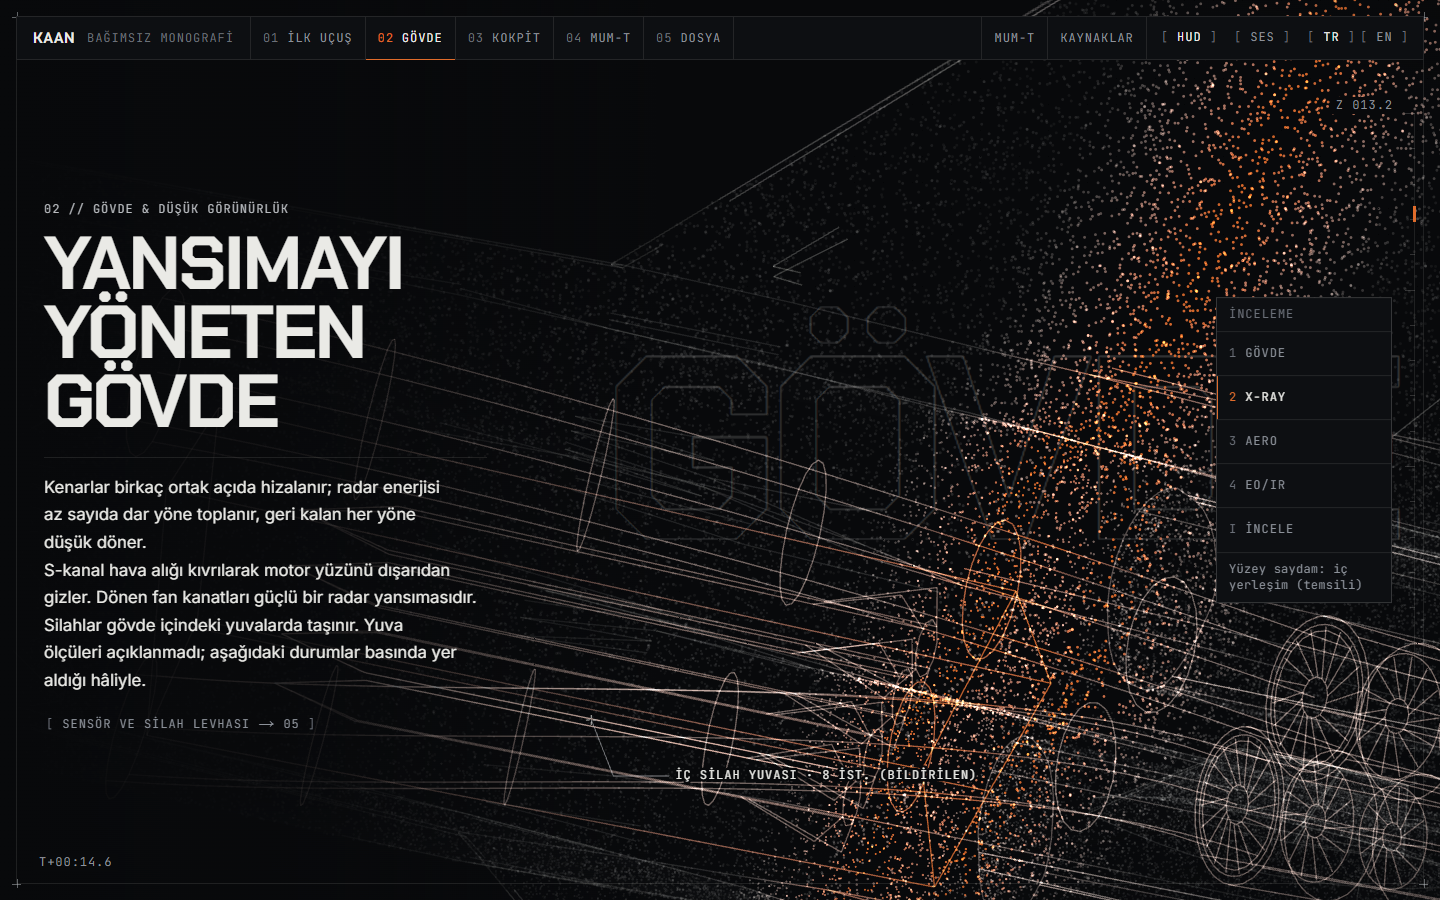 KAAN BAĞIMSIZ MONOGRAFİ 01 İLK UÇUŞ 02 GÖVDE 03 KOKPİT 04 MUM-T 05 DOSYA MUM-T KAYNAKLAR [ HUD ] [ SES ] [ TR ] [ EN ]
Z 013.2
02 // GÖVDE & DÜŞÜK GÖRÜNÜRLÜK
YANSIMAYI
YÖNETEN
GÖVDE
Kenarlar birkaç ortak açıda hizalanır; radar enerjisi
az sayıda dar yöne toplanır, geri kalan her yöne
düşük döner.
S-kanal hava alığı kıvrılarak motor yüzünü dışarıdan
gizler. Dönen fan kanatları güçlü bir radar yansımasıdır.
Silahlar gövde içindeki yuvalarda taşınır. Yuva
ölçüleri açıklanmadı; aşağıdaki durumlar basında yer
aldığı hâliyle.
[ SENSÖR VE SİLAH LEVHASI → 05 ]
İNCELEME
1 GÖVDE
2 X-RAY
3 AERO
4 EO/IR
I İNCELE
Yüzey saydam: iç
yerleşim (temsili)
İÇ SİLAH YUVASI · 8 İST. (BİLDİRİLEN)
T+00:14.6